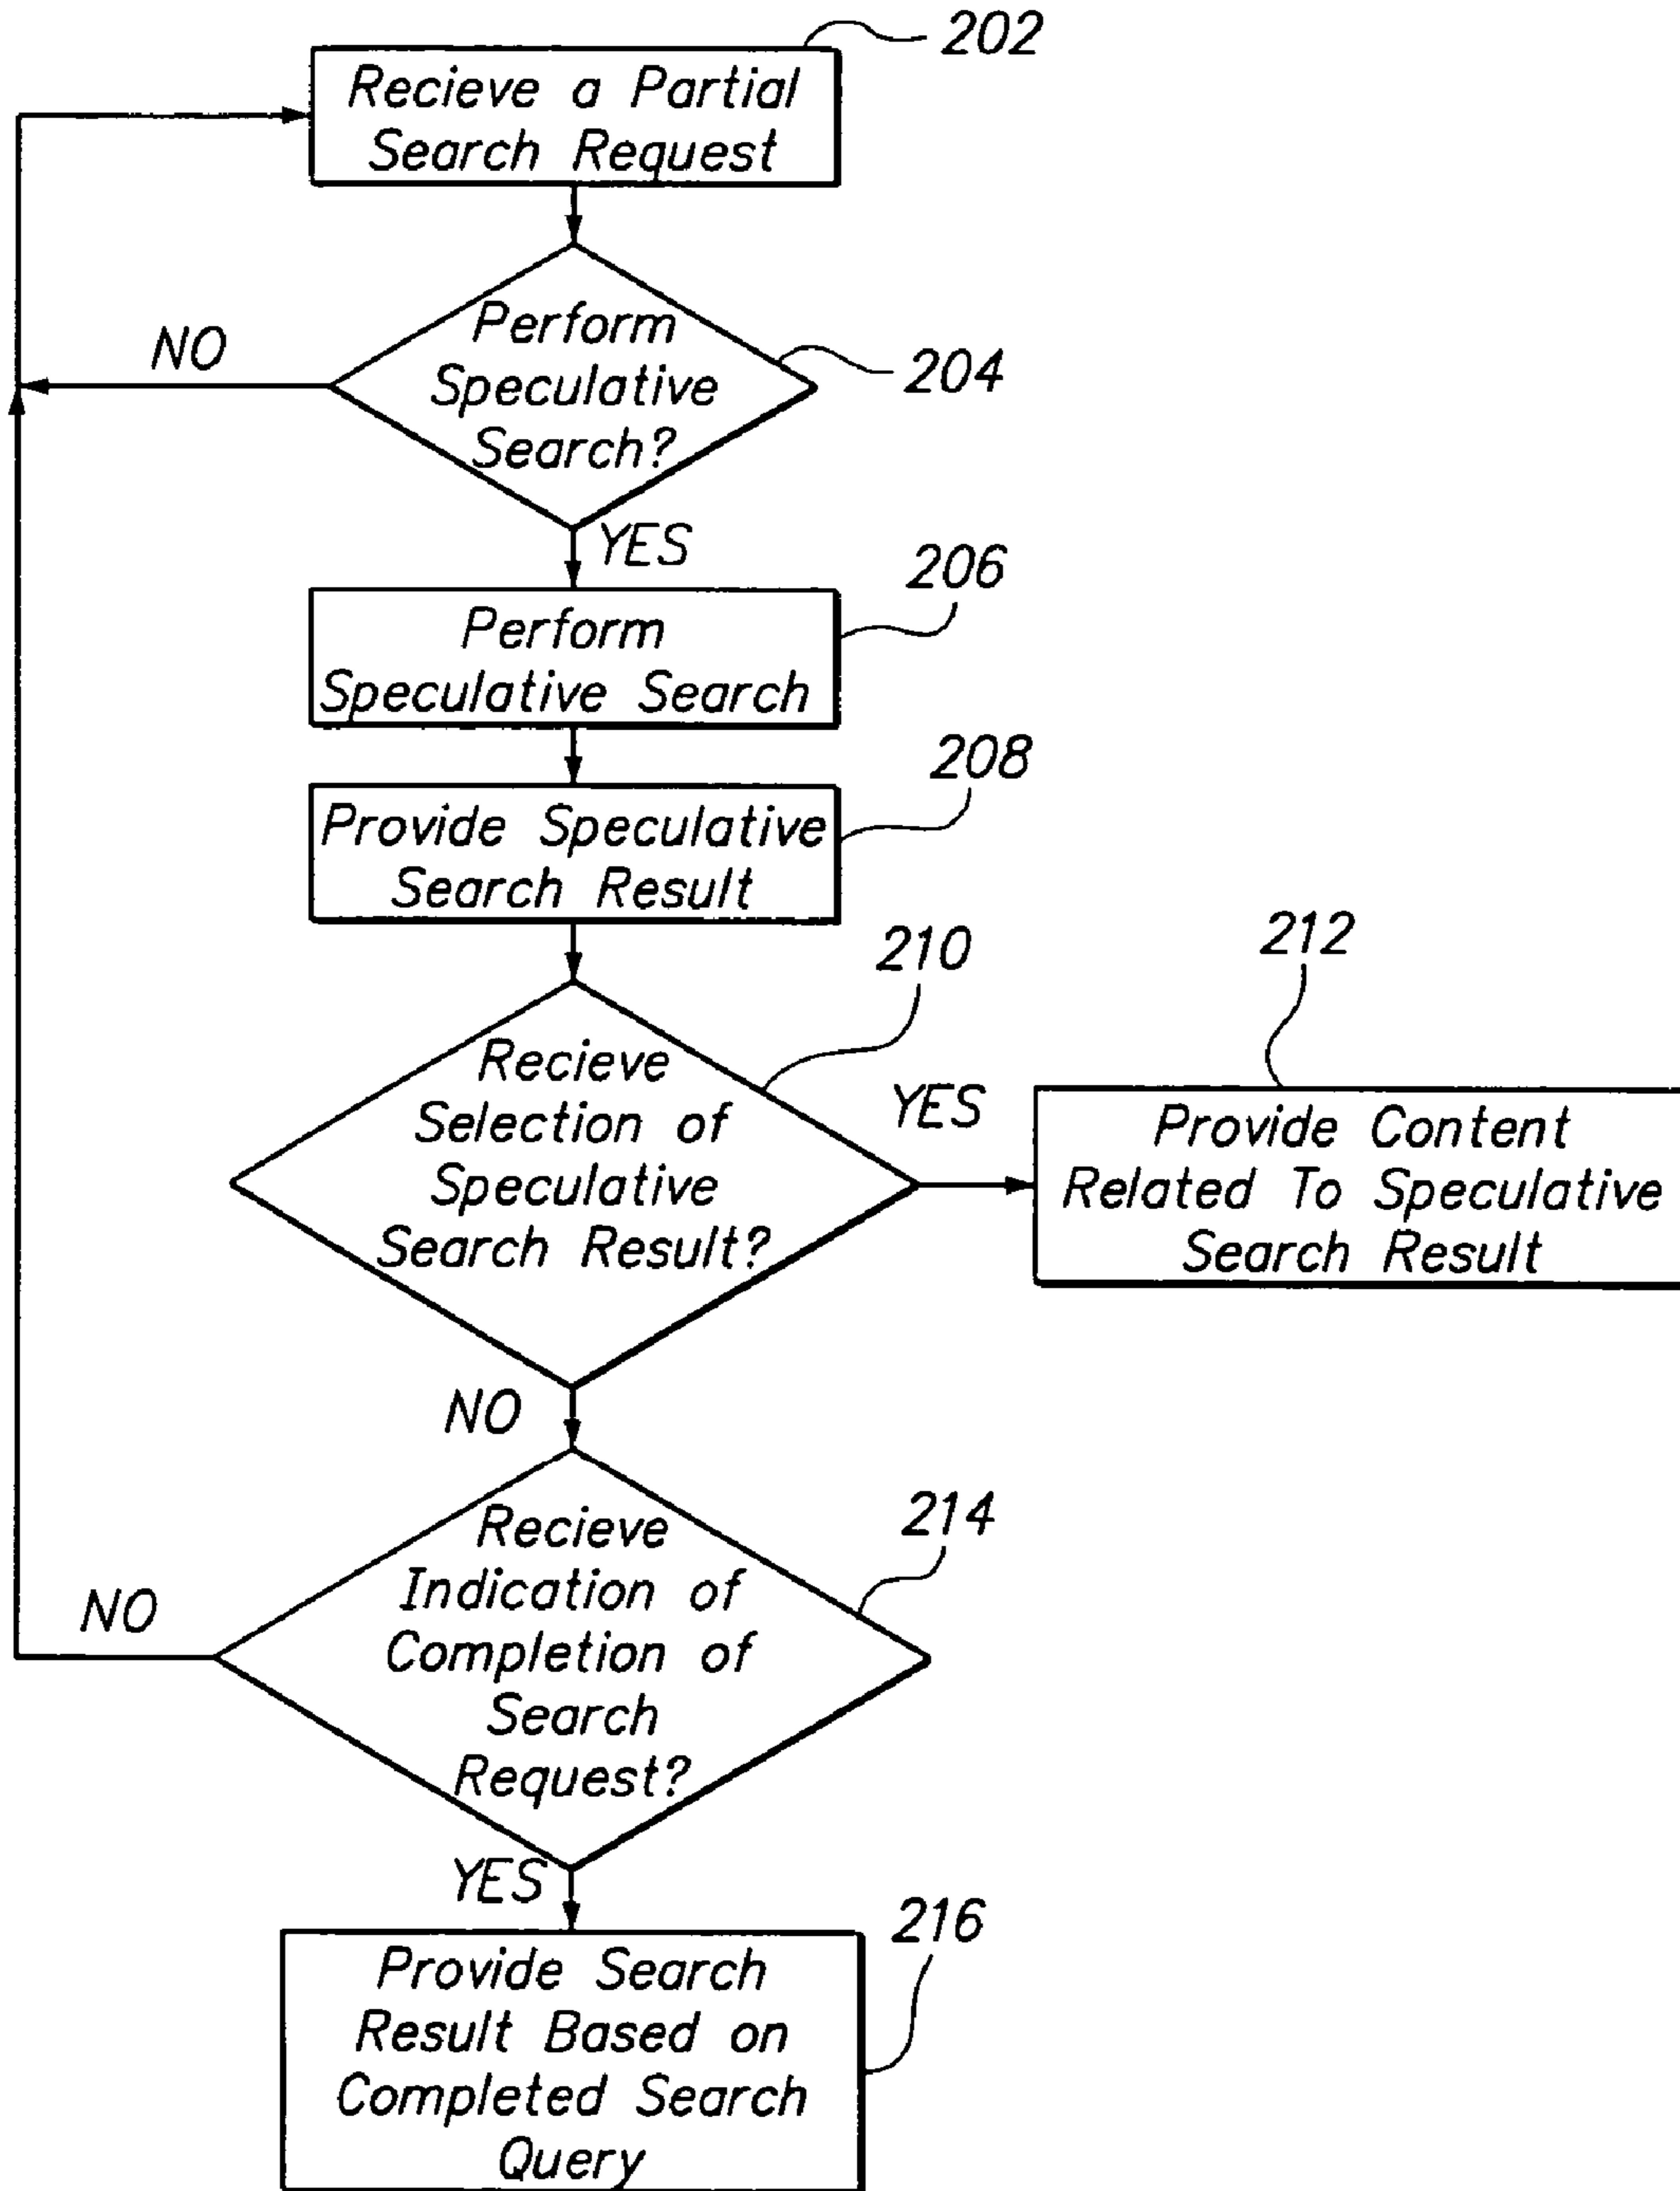 202
Recieve a Partial
Search Request
Perform
Speculative
Search?
204
NO
YES
206
Perform
Speculative Search
208
Provide Speculative
Search Result
210
212
Recieve
Selection of
Speculative
Search Result?
YES
Provide Content
Related To Speculative
Search Result
NO
214
Recieve
Indication of
Completion of
Search
Request?
NO
YES
216
Provide Search
Result Based on
Completed Search
Query